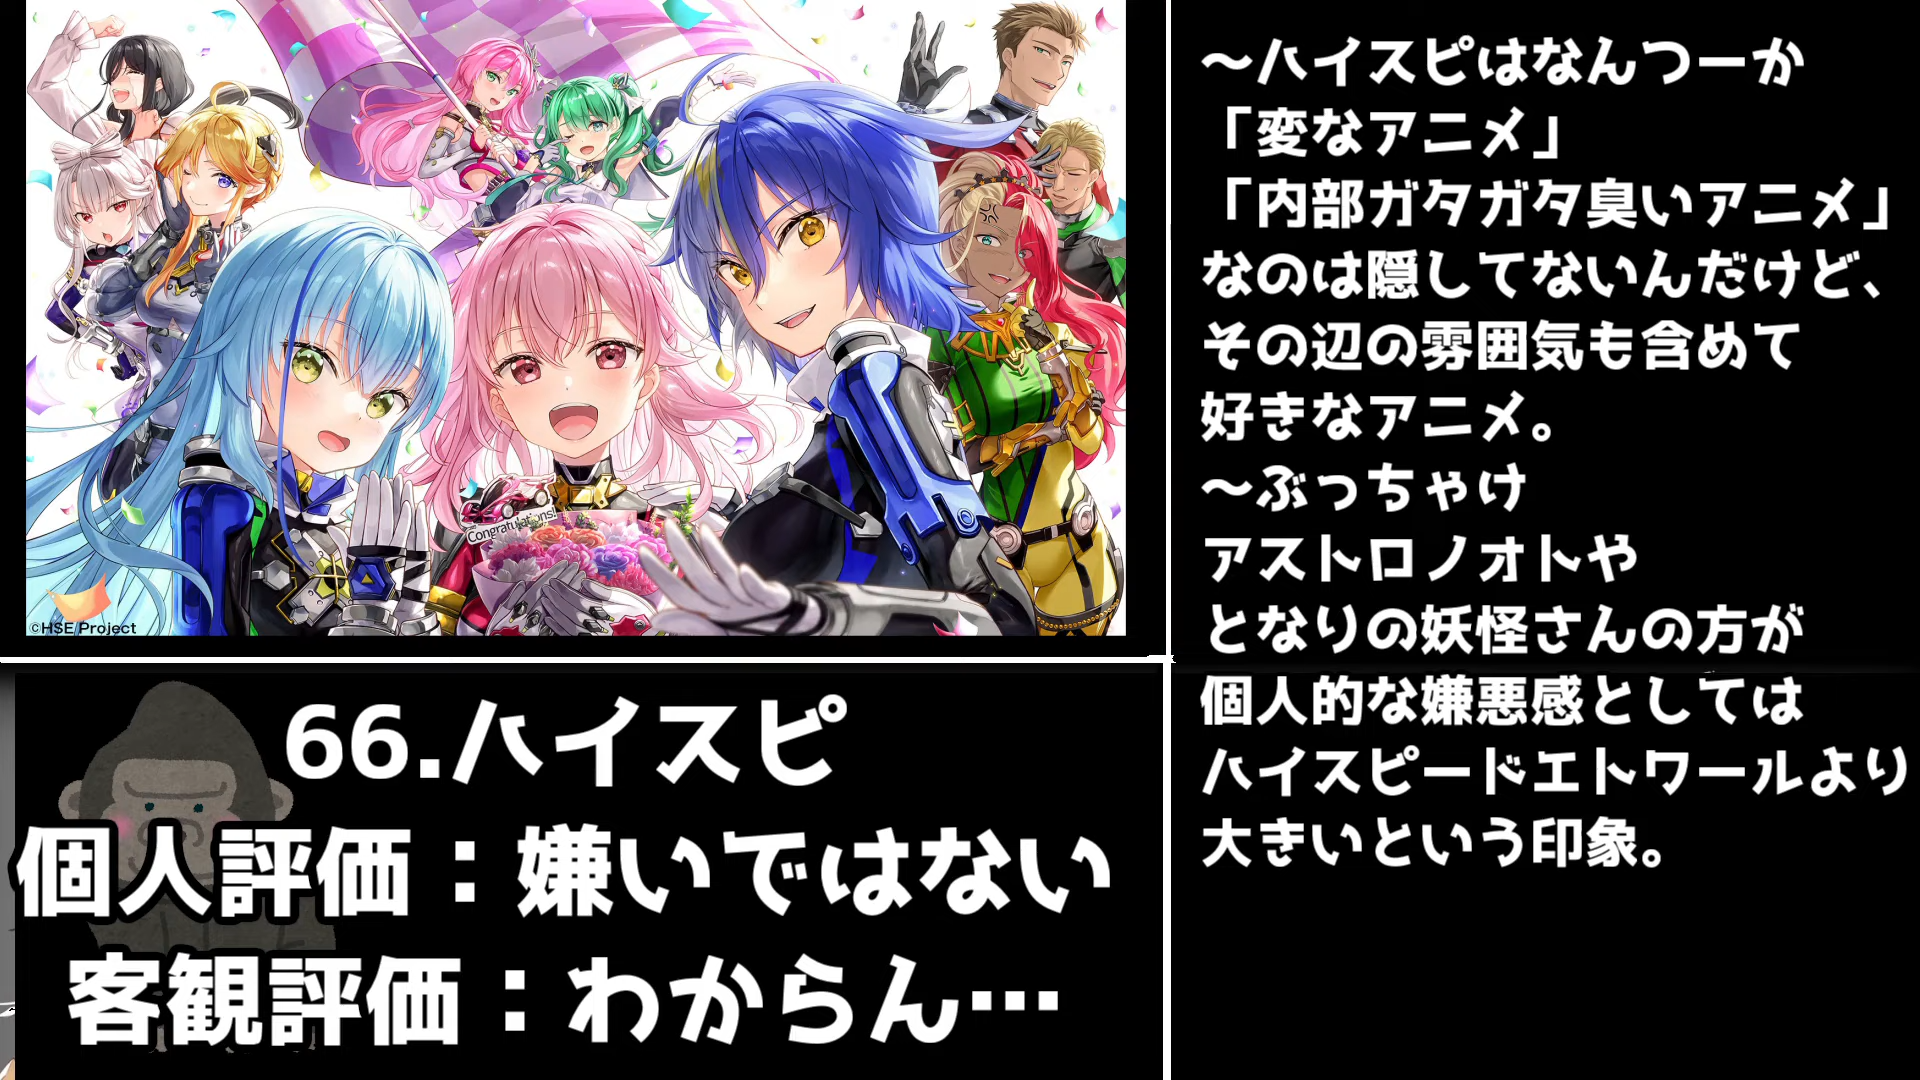 Congratulations!
©HSE Project
66.ハイスピ
個人評価：嫌いではない
客観評価：わからん…
～ハイスピはなんつーか
「変なアニメ」
「内部ガタガタ臭いアニメ」
なのは隠してないんだけど、
その辺の雰囲気も含めて
好きなアニメ。
～ぶっちゃけ
アストロノオトや
となりの妖怪さんの方が
個人的な嫌悪感としては
ハイスピードエトワールより
大きいという印象。